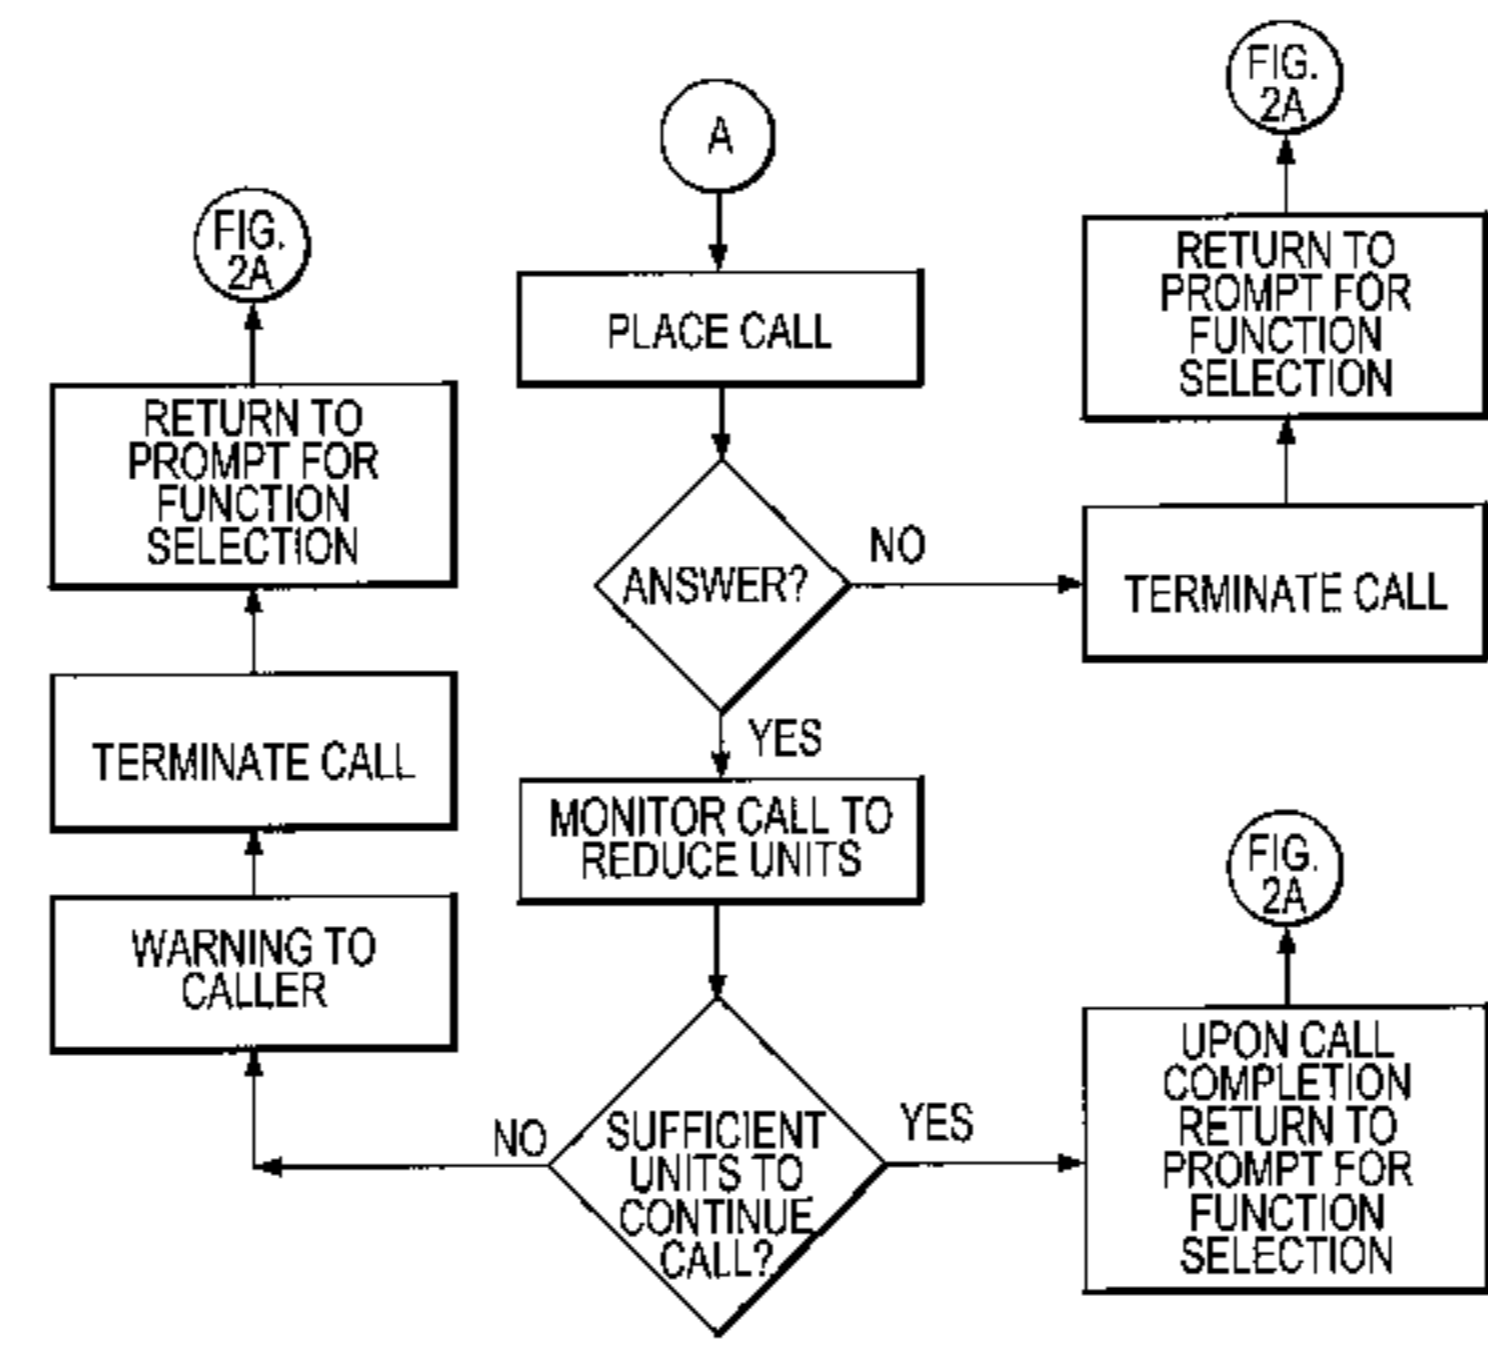 A
PLACE CALL
ANSWER?
NO
TERMINATE CALL
RETURN TO
PROMPT FOR
FUNCTION
SELECTION
FIG.
2A
YES
MONITOR CALL TO
REDUCE UNITS
SUFFICIENT
UNITS TO
CONTINUE
CALL?
NO
WARNING TO
CALLER
TERMINATE CALL
RETURN TO
PROMPT FOR
FUNCTION
SELECTION
FIG.
2A
YES
UPON CALL
COMPLETION
RETURN TO
PROMPT FOR
FUNCTION
SELECTION
FIG.
2A